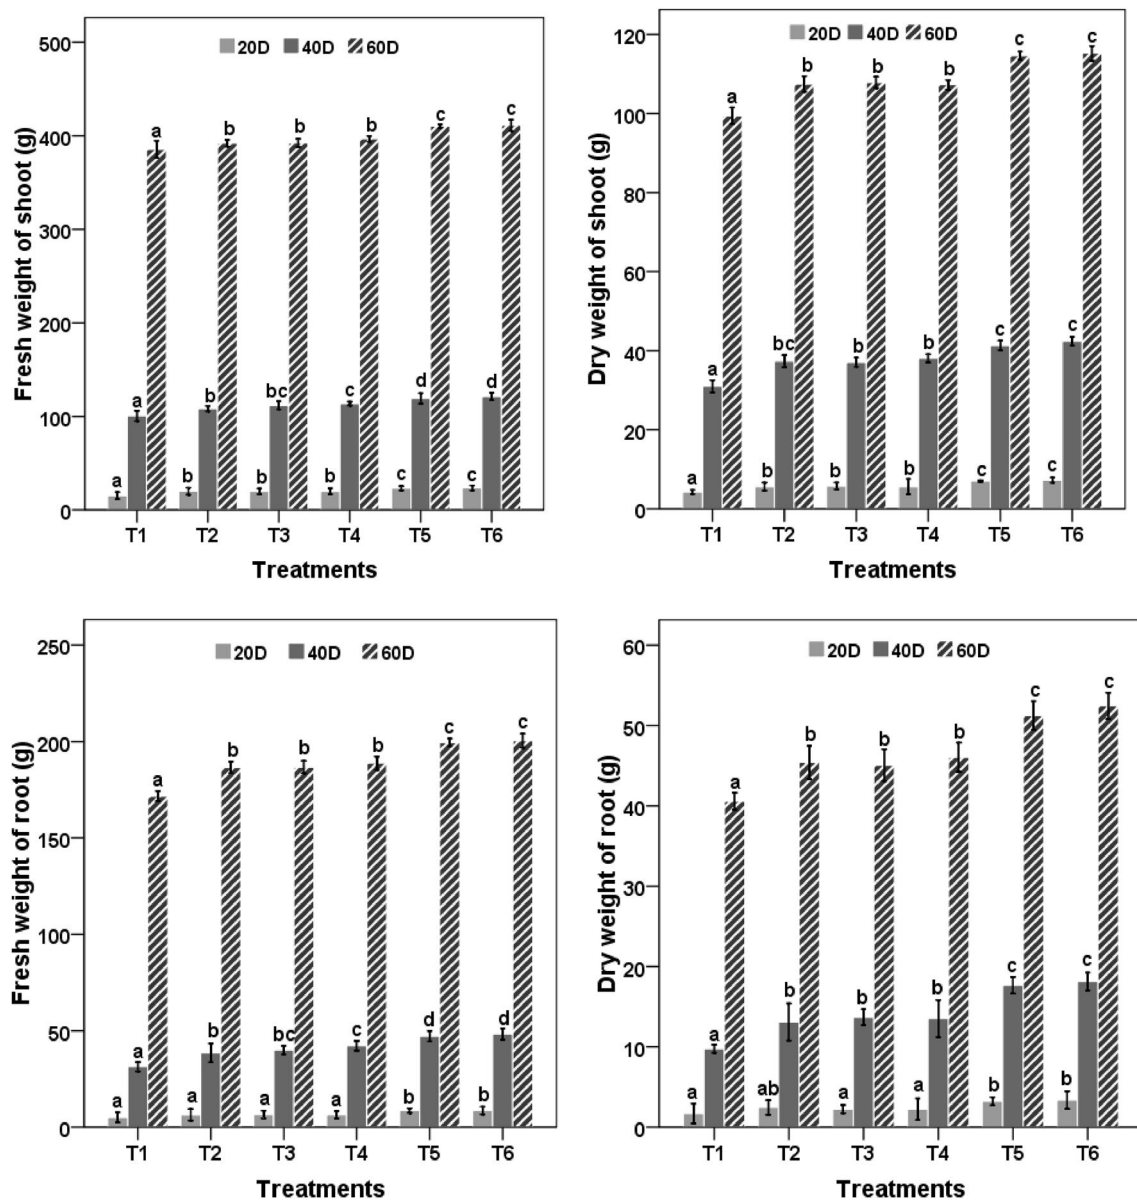 Fresh weight of shoot (g)
500
400
300
200
100
0
20D 40D 60D
a b b b c c
a b bc c d d
a b b b c c
T1 T2 T3 T4 T5 T6
Treatments
Dry weight of shoot (g)
120
100
80
60
40
20
0
20D 40D 60D
a b b b c c
a bc b b c c
a b b b c c
T1 T2 T3 T4 T5 T6
Treatments
Fresh weight of root (g)
250
200
150
100
50
0
20D 40D 60D
a b b b c c
a b bc c d d
a a a a b b
T1 T2 T3 T4 T5 T6
Treatments
Dry weight of root (g)
60
50
40
30
20
10
0
20D 40D 60D
a b b b c c
a b b b c c
a ab a a b b
T1 T2 T3 T4 T5 T6
Treatments